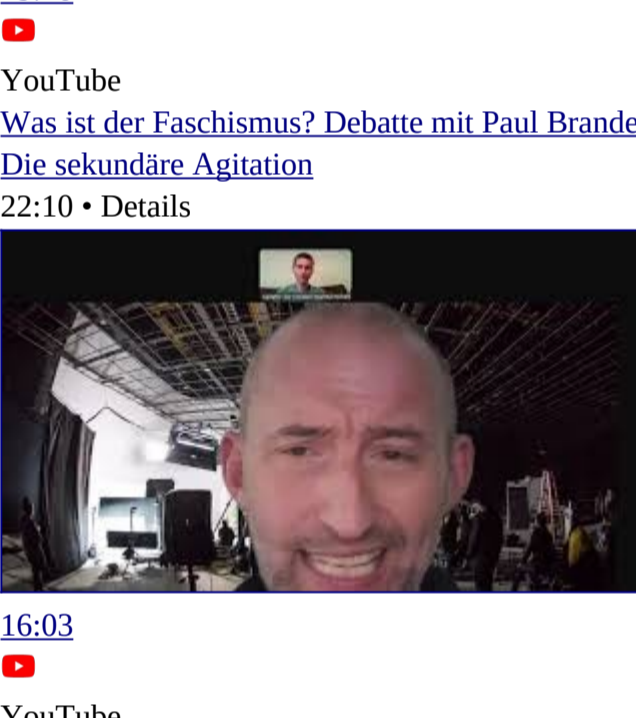 YouTube
Was ist der Faschismus? Debatte mit Paul Brande
Die sekundäre Agitation
22:10 • Details
16:03
YouTube